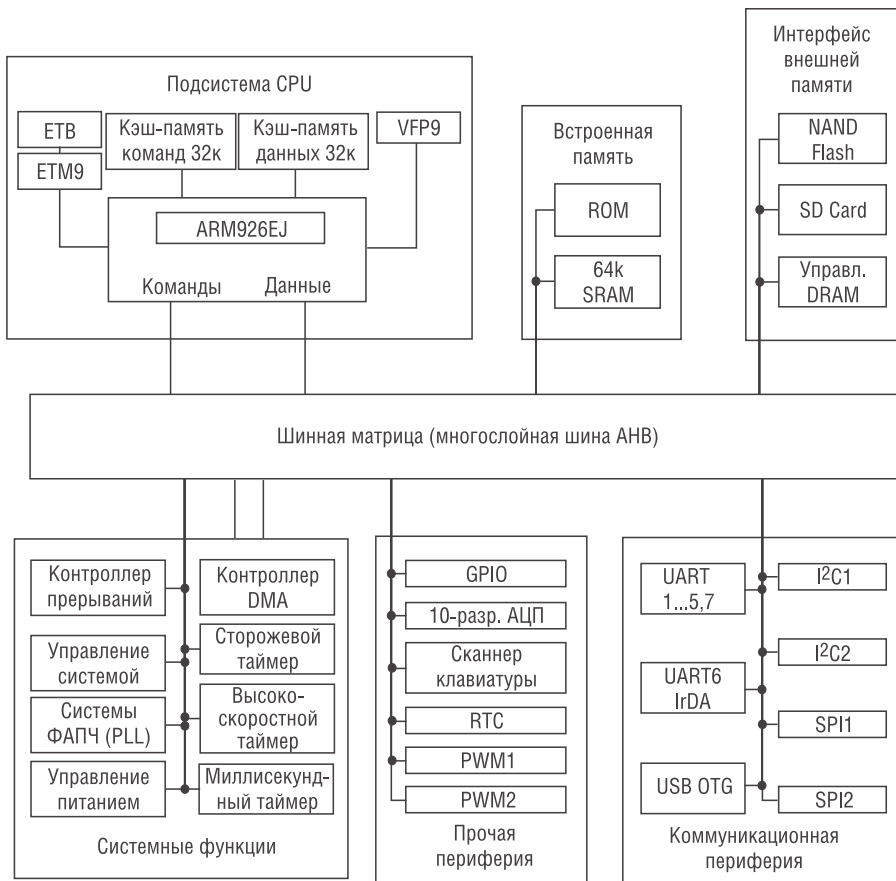 Подсистема CPU
ETB
ETM9
Кэш-память
команд 32к
Кэш-память
данных 32к
VFP9
ARM926EJ
Команды
Данные
Встроенная
память
ROM
64k
SRAM
Интерфейс
внешней
памяти
NAND
Flash
SD Card
Управл.
DRAM
Шинная матрица (многослойная шина AHB)
Контроллер
прерываний
Управление
системой
Системы
ФАПЧ (PLL)
Управление
питанием
Контроллер
DMA
Сторожевой
таймер
Высоко-
скоростной
таймер
Миллисекунд-
ный таймер
Системные функции
GPIO
10-разр. АЦП
Сканнер
клавиатуры
RTC
PWM1
PWM2
Прочая
периферия
UART
1...5,7
UART6
IrDA
USB OTG
I²C1
I²C2
SPI1
SPI2
Коммуникационная
периферия